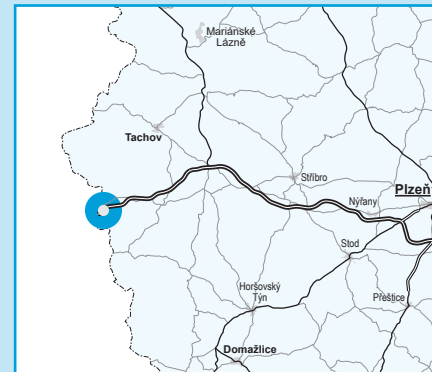 Mariánské
Lázně
Tachov
Stříbro
Plzeň
Nýřany
Stod
Horšovský
Týn
Přeštice
Domažlice